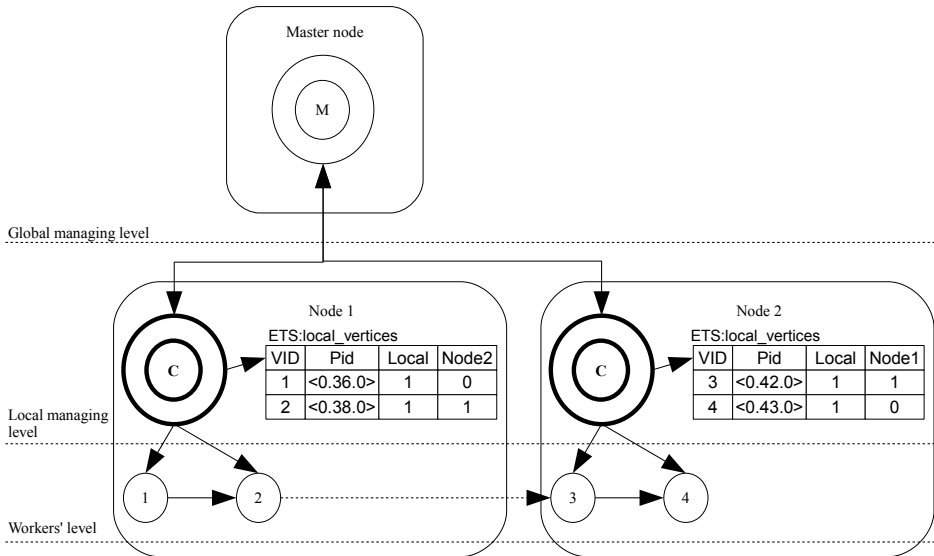 Master node
M
Global managing level
Node 1
ETS:local_vertices
VID Pid Local Node2
1 <0.36.0> 1 0
2 <0.38.0> 1 1
C
Node 2
ETS:local_vertices
VID Pid Local Node1
3 <0.42.0> 1 1
4 <0.43.0> 1 0
C
Local managing
level
1 2 3 4
Workers' level